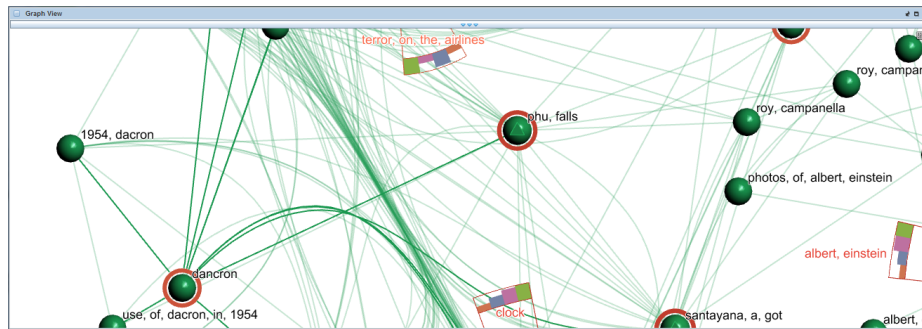 Graph View
terror, on, the, airlines
roy, campan
phu, falls
roy, campanella
1954, dacron
photos, of, albert, einstein
albert, einstein
dancron
use, of, dacron, in, 1954
clock
santayana, a, got
albert,